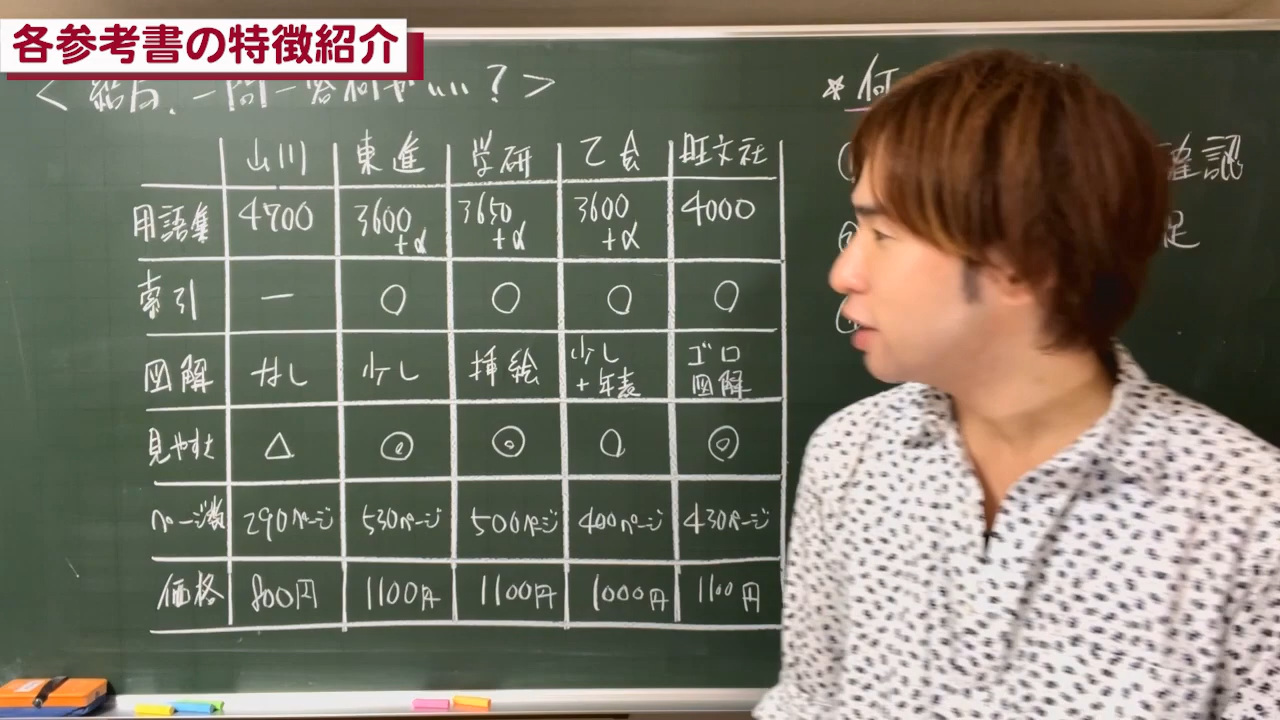 各参考書の特徴紹介
<結局、一問一答何がいい?>
山川 東進 学研 Z会 旺文社
用語集 4700 3600+α 3650+α 3600+α 4000
索引 ー ○ ○ ○ ○
図解 なし 少し 挿絵 少し+年表 ゴロ図解
見やすさ △ ◎ ◎ ○ ◎
ページ数 290ページ 530ページ 500ページ 400ページ 430ページ
価格 800円 1100円 1100円 1000円 1100円
*何
確認
足